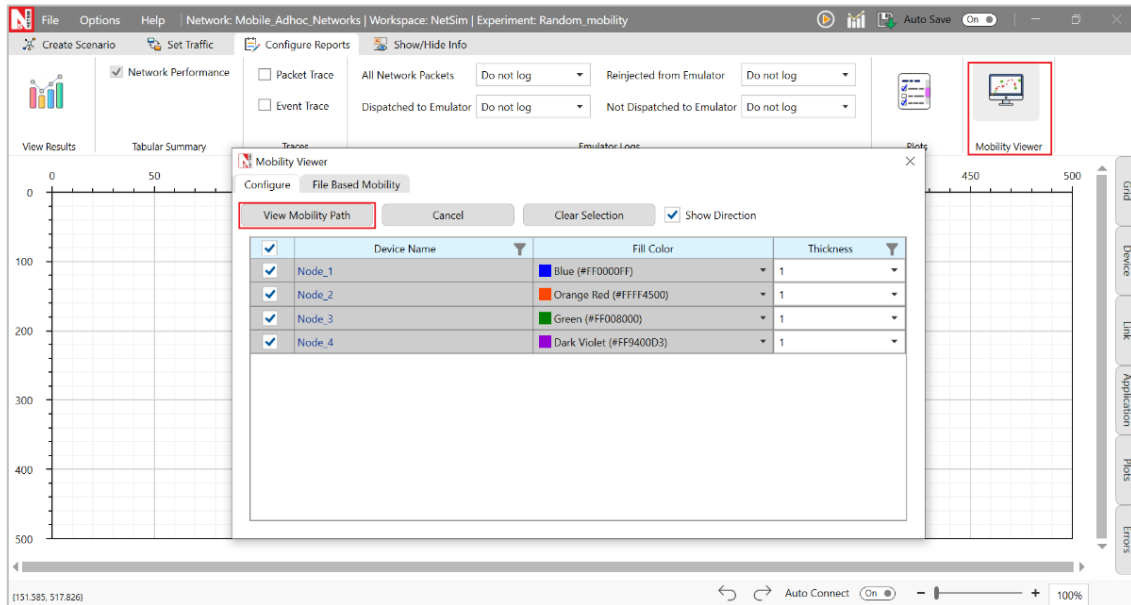 File Options Help Network: Mobile_Adhoc_Networks | Workspace: NetSim | Experiment: Random_mobility Auto Save On
Create Scenario Set Traffic Configure Reports Show/Hide Info
Network Performance Packet Trace All Network Packets Do not log Reinjected from Emulator Do not log
Event Trace Dispatched to Emulator Do not log Not Dispatched to Emulator Do not log
View Results Tabular Summary Traces Emulator Logs Plots Mobility Viewer
Mobility Viewer
0 50 450 500
Configure File Based Mobility
0
View Mobility Path Cancel Clear Selection Show Direction
Device Name Fill Color Thickness
100
Node_1 Blue (#FF0000FF) 1
Node_2 Orange Red (#FFFF4500) 1
Node_3 Green (#FF008000) 1
200
Node_4 Dark Violet (#FF9400D3) 1
300
400
500
Grid
Device
Link
Application
Plots
Errors
{151.585, 517.826} Auto Connect On 100%